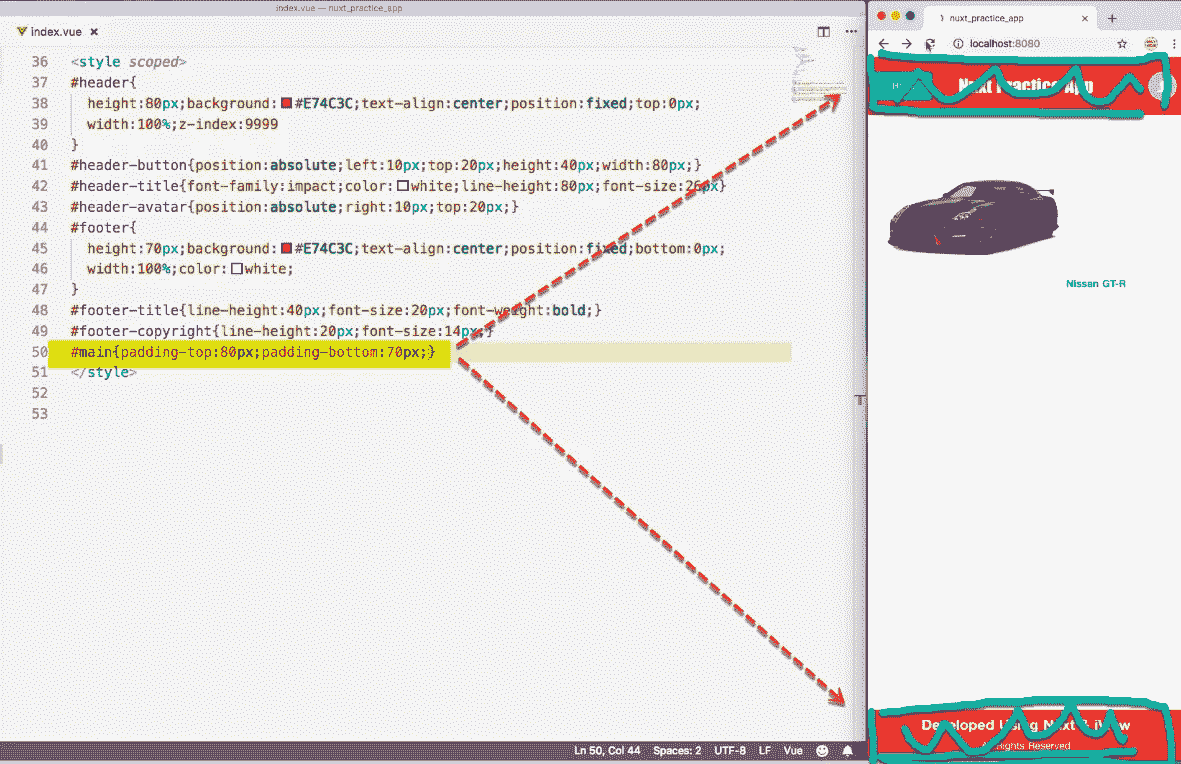 index.vue — nuxt_practice_app
index.vue
36 <style scoped>
37 #header{
38 height:80px;background:#E74C3C;text-align:center;position:fixed;top:0px;
39 width:100%;z-index:9999
40 }
41 #header-button{position:absolute;left:10px;top:20px;height:40px;width:80px;}
42 #header-title{font-family:impact;color:white;line-height:80px;font-size:26px}
43 #header-avatar{position:absolute;right:10px;top:20px;}
44 #footer{
45 height:70px;background:#E74C3C;text-align:center;position:fixed;bottom:0px;
46 width:100%;color:white;
47 }
48 #footer-title{line-height:40px;font-size:20px;font-weight:bold;}
49 #footer-copyright{line-height:20px;font-size:14px;}
50 #main{padding-top:80px;padding-bottom:70px;}
51 </style>
52
53
Ln 50, Col 44 Spaces: 2 UTF-8 LF Vue
nuxt_practice_app
localhost:8080
Nuxt Practice App
Nissan GT-R
Developed Using Nuxt & iView
Rights Reserved